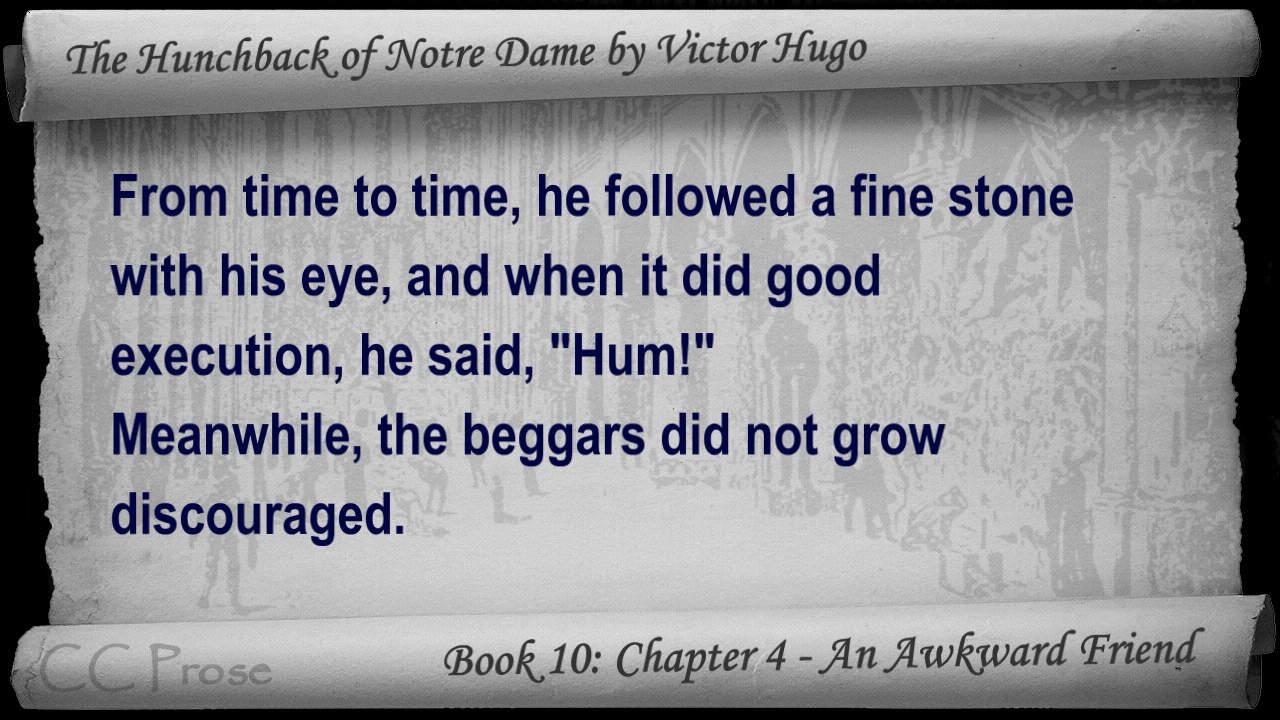 The Hunchback of Notre Dame by Victor Hugo
From time to time, he followed a fine stone
with his eye, and when it did good
execution, he said, "Hum!"
Meanwhile, the beggars did not grow
discouraged.
CC Prose
Book 10: Chapter 4 - An Awkward Friend